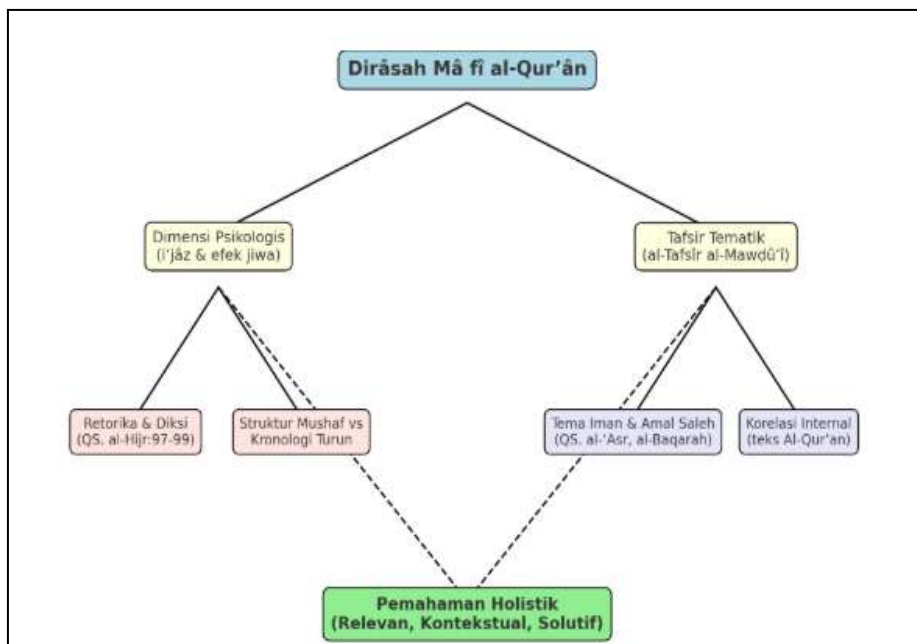 Dirâsah Mâ fî al-Qur’ân
Dimensi Psikologis
(i’jâz & efek jiwa)
Tafsir Tematik
(al-Tafsîr al-Mawḍû‘î)
Retorika & Diksi
(QS. al-Hijr:97-99)
Struktur Mushaf vs
Kronologi Turun
Tema Iman & Amal Saleh
(QS. al-‘Asr, al-Baqarah)
Korelasi Internal
(teks Al-Qur’an)
Pemahaman Holistik
(Relevan, Kontekstual, Solutif)